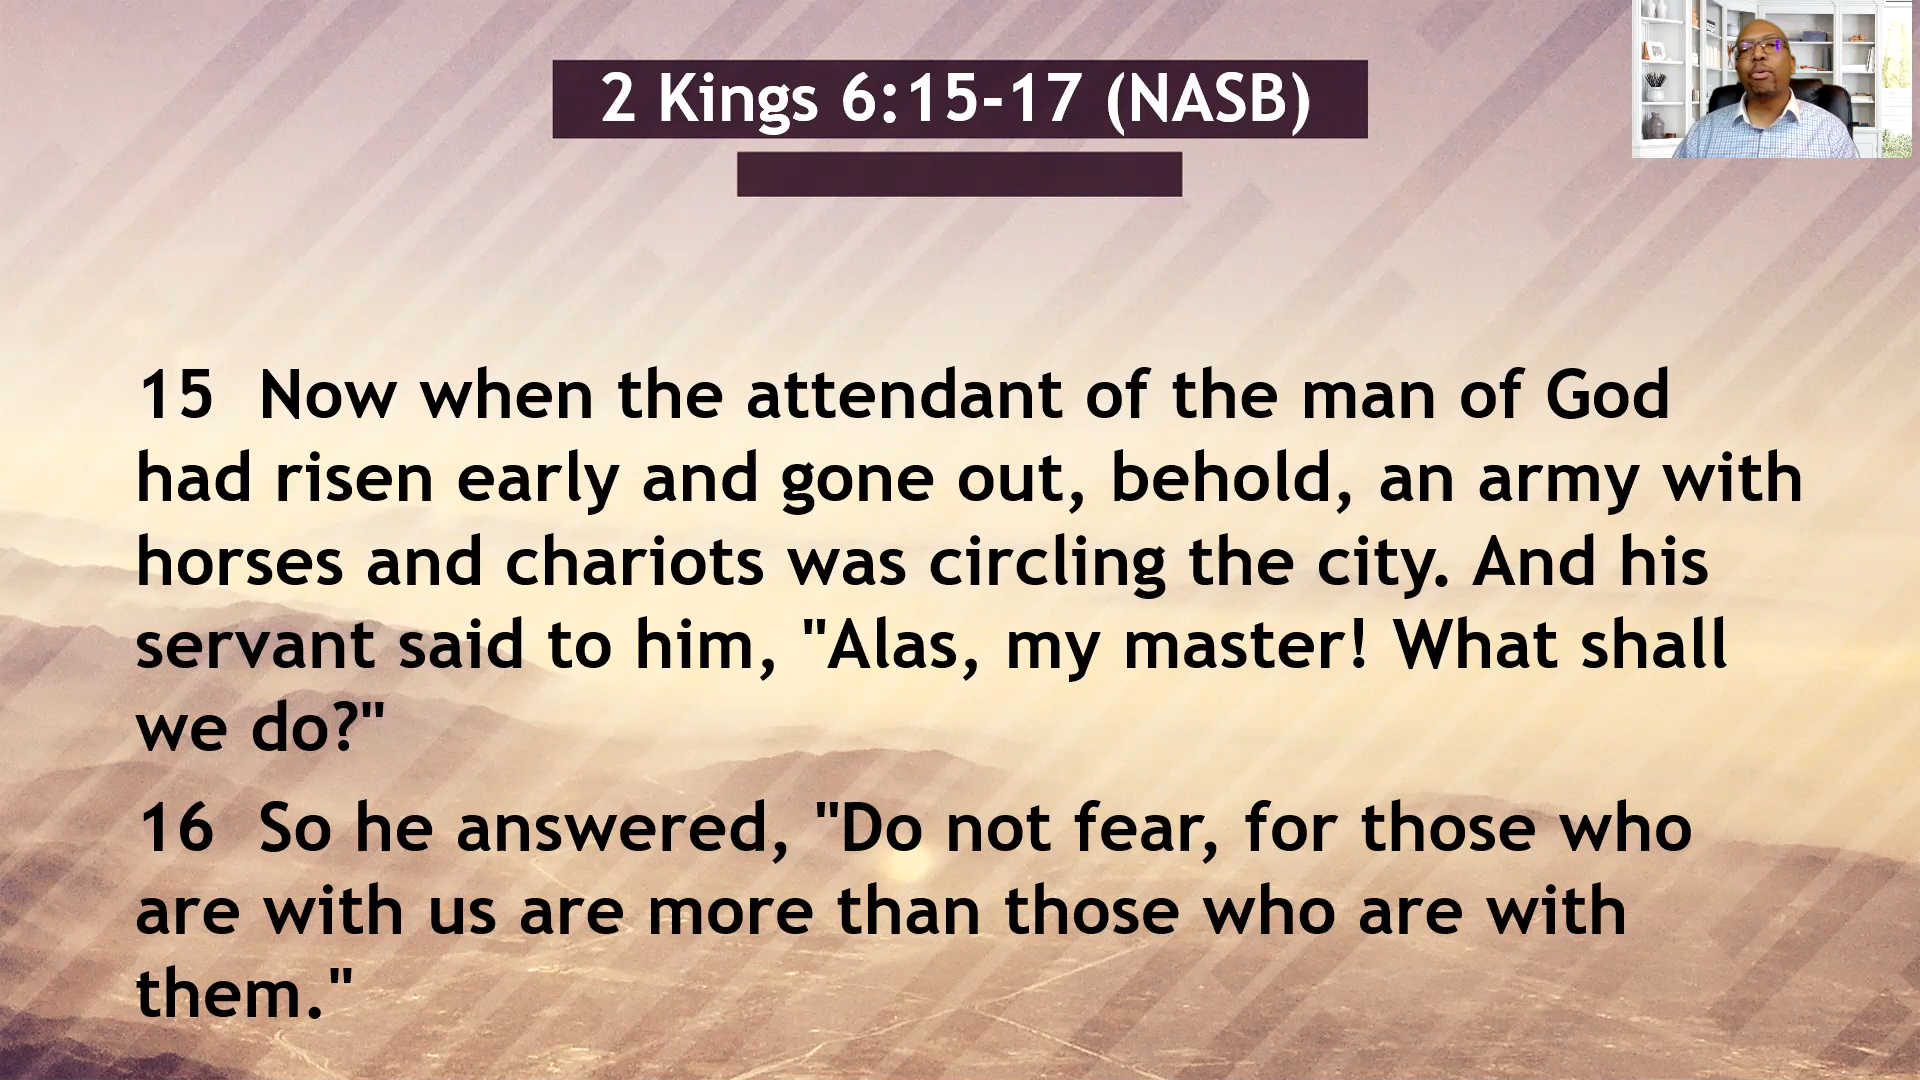 2 Kings 6:15-17 (NASB)
15  Now when the attendant of the man of God
had risen early and gone out, behold, an army with
horses and chariots was circling the city. And his
servant said to him, "Alas, my master! What shall
we do?"
16  So he answered, "Do not fear, for those who
are with us are more than those who are with
them."